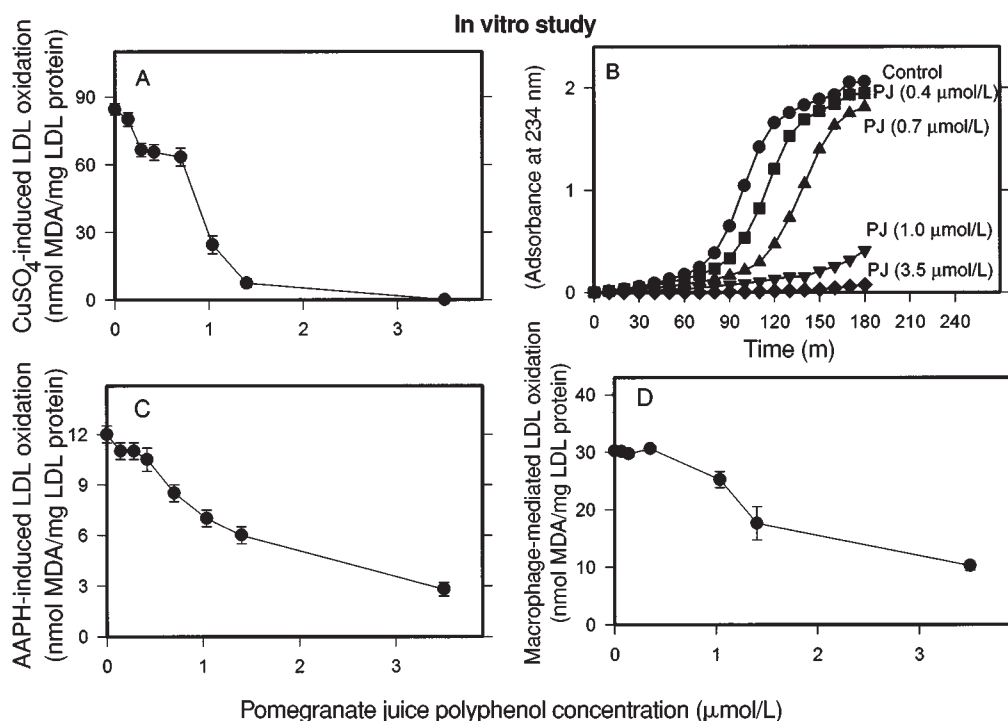 In vitro study
A
CuSO4-induced LDL oxidation
(nmol MDA/mg LDL protein)
90
60
30
0
0 1 2 3
B
(Adsorbance at 234 nm)
2
1
0
Control
PJ (0.4 μmol/L)
PJ (0.7 μmol/L)
PJ (1.0 μmol/L)
PJ (3.5 μmol/L)
0 30 60 90 120 150 180 210 240
Time (m)
C
AAPH-induced LDL oxidation
(nmol MDA/mg LDL protein)
12
9
6
3
0
0 1 2 3
D
Macrophage-mediated LDL oxidation
(nmol MDA/mg LDL protein)
40
30
20
10
0
0 1 2 3
Pomegranate juice polyphenol concentration (μmol/L)